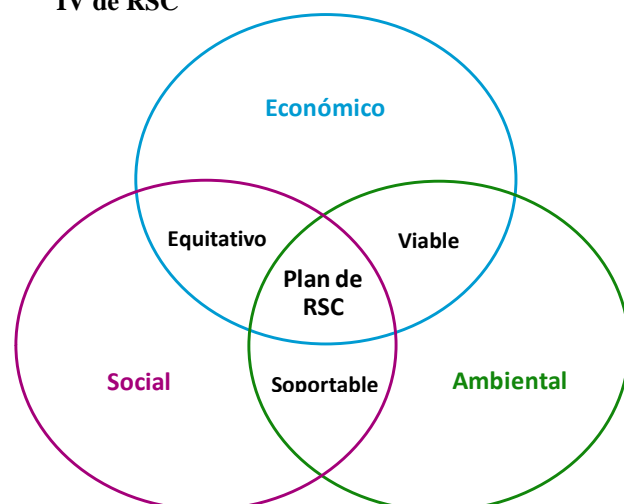 IV de RSC
Económico
Equitativo
Viable
Plan de
RSC
Social
Soportable
Ambiental